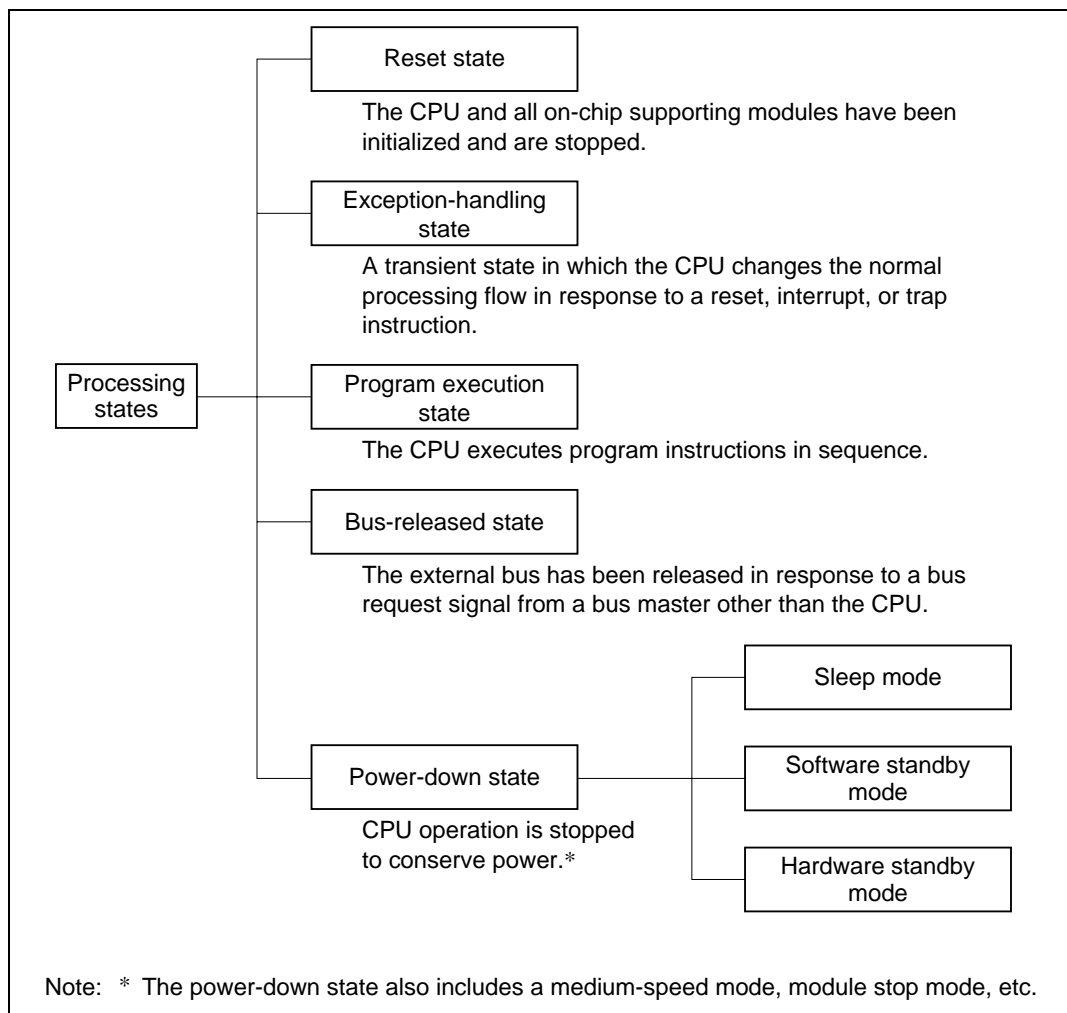 Reset state
The CPU and all on-chip supporting modules have been
initialized and are stopped.
Exception-handling
state
A transient state in which the CPU changes the normal
processing flow in response to a reset, interrupt, or trap
instruction.
Processing
states
Program execution
state
The CPU executes program instructions in sequence.
Bus-released state
The external bus has been released in response to a bus
request signal from a bus master other than the CPU.
Sleep mode
Power-down state
Software standby
mode
CPU operation is stopped
to conserve power.*
Hardware standby
mode
Note: * The power-down state also includes a medium-speed mode, module stop mode, etc.